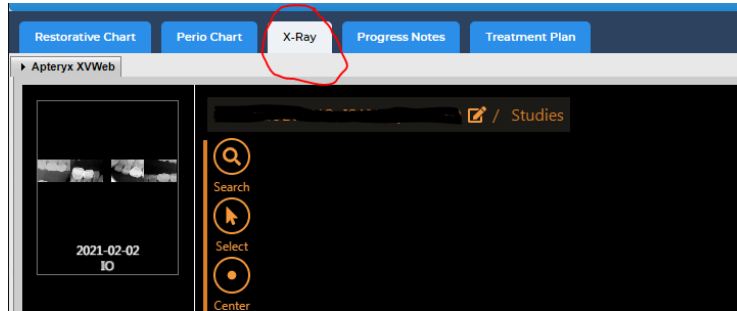 Restorative Chart Perio Chart X-Ray Progress Notes Treatment Plan
Apteryx XVWeb
/ Studies
Search
Select
Center
2021-02-02
IO